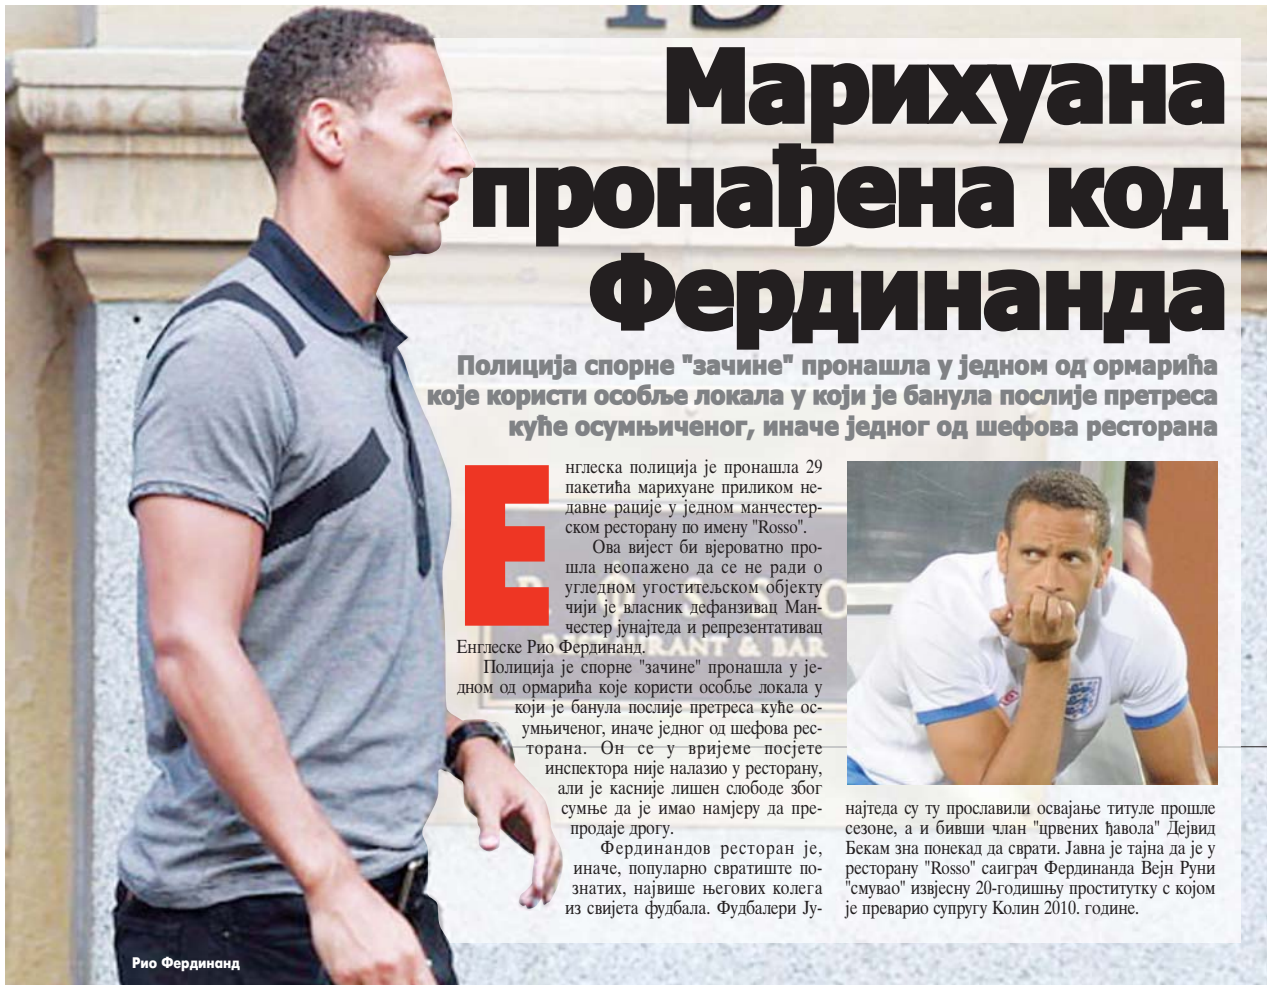 Марихуана
пронађена код
Фердинанда
Полиција спорне "зачине" пронашла у једном од ормарића
које користи особље локала у који је банула послије претреса
куће осумњиченог, иначе једног од шефова ресторана
Енглеска полиција је пронашла 29
пакетића марихуане приликом не-
давне рације у једном манчестер-
ском ресторану по имену "Rosso".
Ова вијест би вјероватно про-
шла неопажено да се не ради о
угледном угоститељском објекту
чији је власник дефанзивац Ман-
честер јунајтеда и репрезентативац
Енглеске Рио Фердинанд.
Полиција је спорне "зачине" пронашла у је-
дном од ормарића које користи особље локала у
који је банула послије претреса куће ос-
умњиченог, иначе једног од шефова рес-
торана. Он се у вријеме посјете
инспектора није налазио у ресторану,
али је касније лишен слободе због
сумње да је имао намјеру да пре-
продаје дрогу.
Фердинандов ресторан је,
иначе, популарно свратиште по-
знатих, највише његових колега
из свијета фудбала. Фудбалери Ју-
најтеда су ту прославили освајање титуле прошле
сезоне, а и бивши члан "црвених ђавола" Дејвид
Бекам зна понекад да сврати. Јавна је тајна да је у
ресторану "Rosso" саиграч Фердинанда Вејн Руни
"смувао" извјесну 20-годишњу проститутку с којом
је преварио супругу Колин 2010. године.
ROSSO
RESTAURANT & BAR
Рио Фердинанд